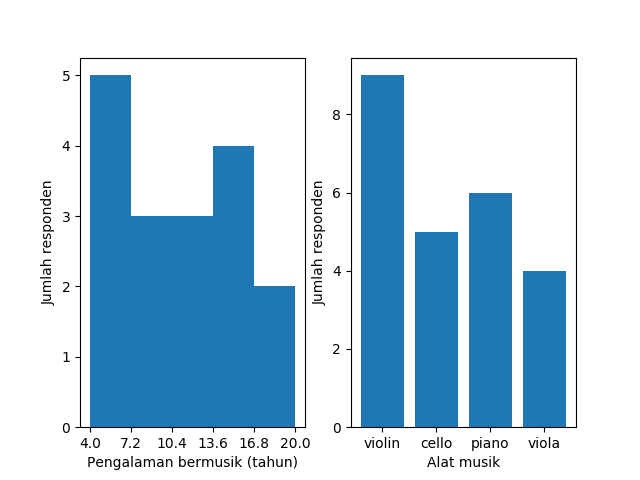 Jumlah responden
5
4
3
2
1
0
4.0 7.2 10.4 13.6 16.8 20.0
Pengalaman bermusik (tahun)
Jumlah responden
8
6
4
2
0
violin cello piano viola
Alat musik